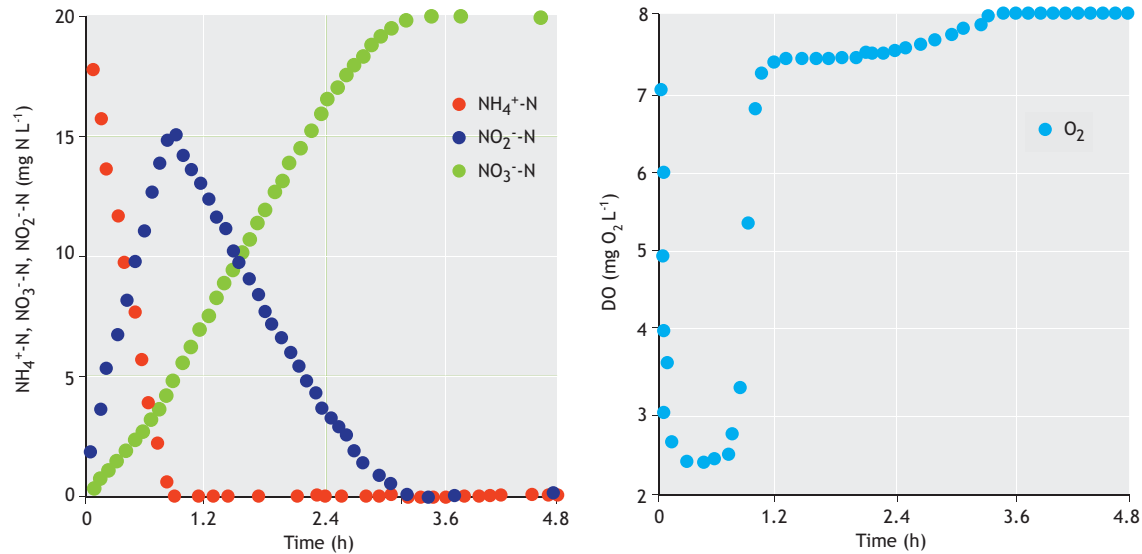 NH₄⁺-N, NO₃⁻-N, NO₂⁻-N (mg N L⁻¹)
20
15
10
5
0
0 1.2 2.4 3.6 4.8
Time (h)
NH₄⁺-N
NO₂⁻-N
NO₃⁻-N
DO (mg O₂ L⁻¹)
8
7
6
5
4
3
2
0 1.2 2.4 3.6 4.8
Time (h)
O₂